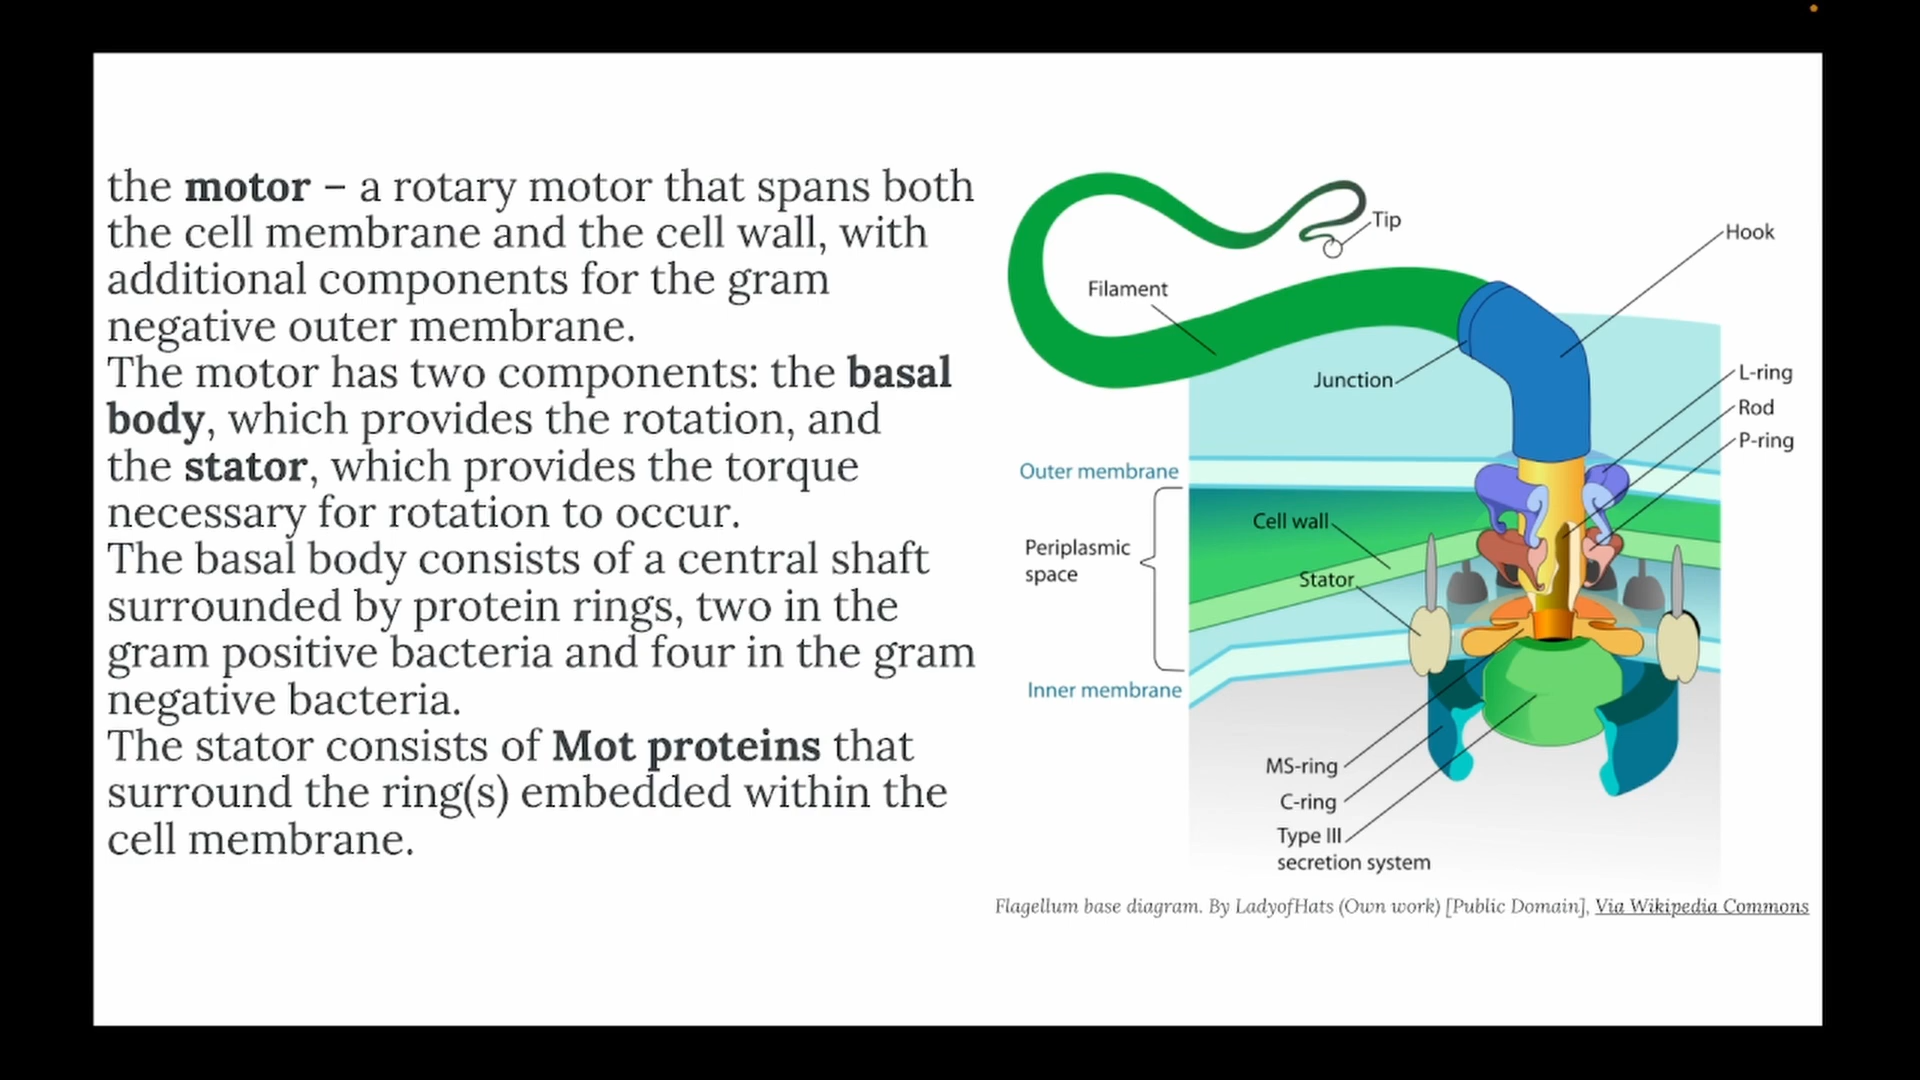 the motor – a rotary motor that spans both
the cell membrane and the cell wall, with
additional components for the gram
negative outer membrane.
The motor has two components: the basal
body, which provides the rotation, and
the stator, which provides the torque
necessary for rotation to occur.
The basal body consists of a central shaft
surrounded by protein rings, two in the
gram positive bacteria and four in the gram
negative bacteria.
The stator consists of Mot proteins that
surround the ring(s) embedded within the
cell membrane.
Tip
Hook
Filament
Junction
L-ring
Rod
P-ring
Outer membrane
Cell wall
Periplasmic
space
Stator
Inner membrane
MS-ring
C-ring
Type III
secretion system
Flagellum base diagram. By LadyofHats (Own work) [Public Domain], Via Wikipedia Commons